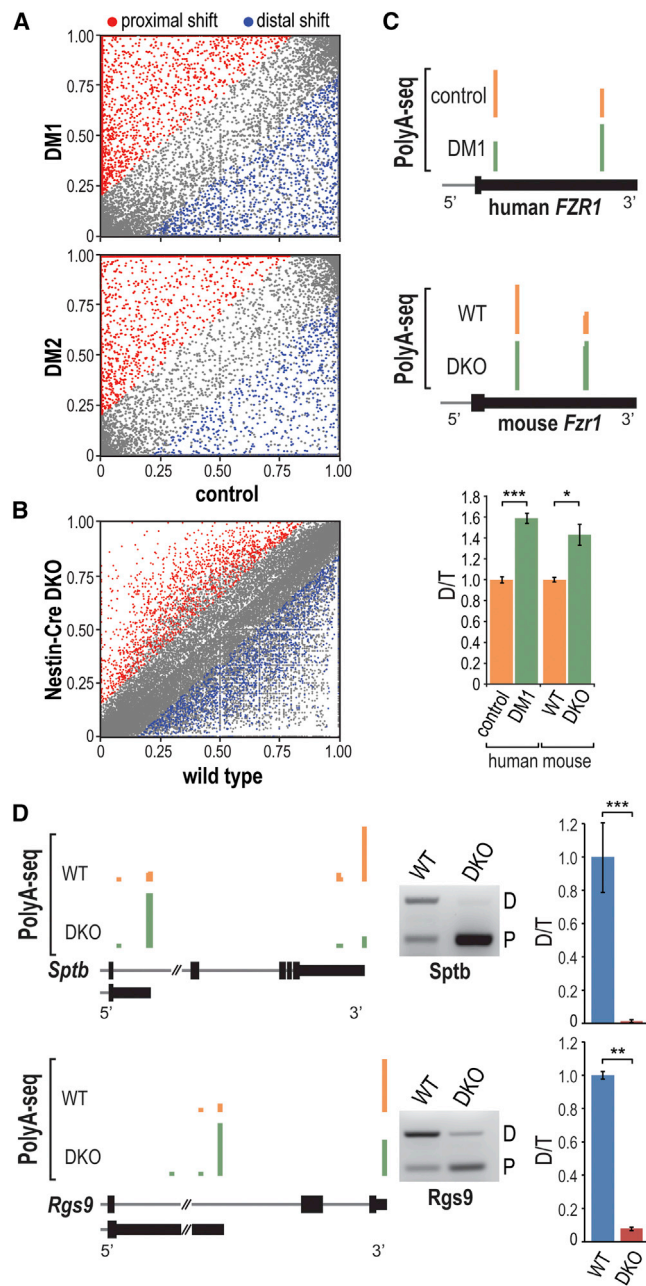 A
proximal shift
distal shift
1.00
0.75
0.50
0.25
0
DM1
1.00
0.75
0.50
0.25
0
DM2
0
0.25
0.50
0.75
1.00
control
B
1.00
0.75
0.50
0.25
0
Nestin-Cre DKO
0
0.25
0.50
0.75
1.00
wild type
C
PolyA-seq
control
DM1
5’
human FZR1
3’
PolyA-seq
WT
DKO
5’
mouse Fzr1
3’
D/T
1.8
1.6
1.4
1.2
1.0
0.8
0.6
0.4
0.2
0
***
*
control
DM1
WT
DKO
human mouse
D
PolyA-seq
WT
DKO
Sptb
//
5’
3’
WT
DKO
D
P
Sptb
D/T
1.2
1.0
0.8
0.6
0.4
0.2
0
***
PolyA-seq
WT
DKO
Rgs9
//
//
5’
3’
WT
DKO
D
P
Rgs9
D/T
1.2
1.0
0.8
0.6
0.4
0.2
0
**
WT
DKO